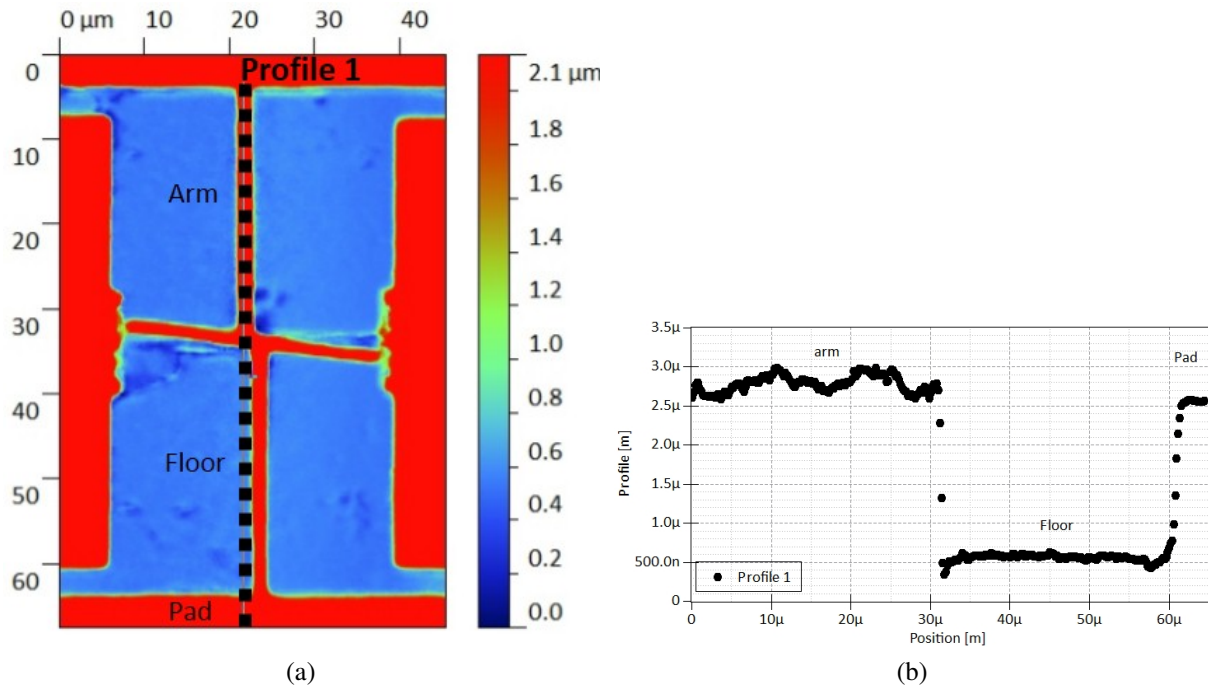 0 µm 10 20 30 40
Profile 1
0
10
20
30
40
50
60
Arm
Floor
Pad
2.1 µm
1.8
1.6
1.4
1.2
1.0
0.8
0.6
0.4
0.2
0.0
(a)
3.5µ
3.0µ
2.5µ
2.0µ
1.5µ
1.0µ
500.0n
0
Profile [m]
arm
Pad
Floor
Profile 1
0 10µ 20µ 30µ 40µ 50µ 60µ
Position [m]
(b)